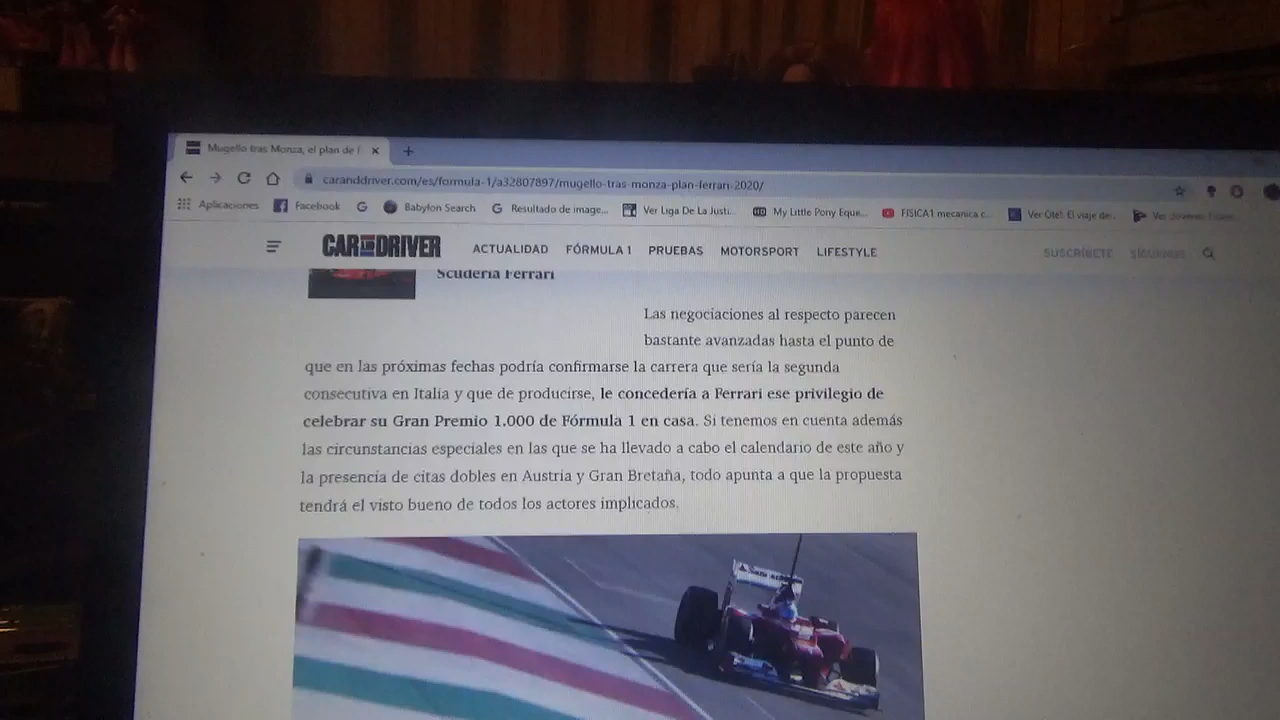 Mugello tras Monza, el plan de
caranddriver.com/es/formula-1/a32807897/mugello-tras-monza-plan-ferrari-2020/
Aplicaciones Facebook Babylon Search Resultado de image... Ver Liga De La Justi... My Little Pony Eque... FISICA1 mecanica c... Ver Ötel: El viaje de...
CAR AND DRIVER ACTUALIDAD FÓRMULA 1 PRUEBAS MOTORSPORT LIFESTYLE SUSCRÍBETE SÍGUENOS
Scuderia Ferrari
Las negociaciones al respecto parecen
bastante avanzadas hasta el punto de
que en las próximas fechas podría confirmarse la carrera que sería la segunda
consecutiva en Italia y que de producirse, le concedería a Ferrari ese privilegio de
celebrar su Gran Premio 1.000 de Fórmula 1 en casa. Si tenemos en cuenta además
las circunstancias especiales en las que se ha llevado a cabo el calendario de este año y
la presencia de citas dobles en Austria y Gran Bretaña, todo apunta a que la propuesta
tendrá el visto bueno de todos los actores implicados.